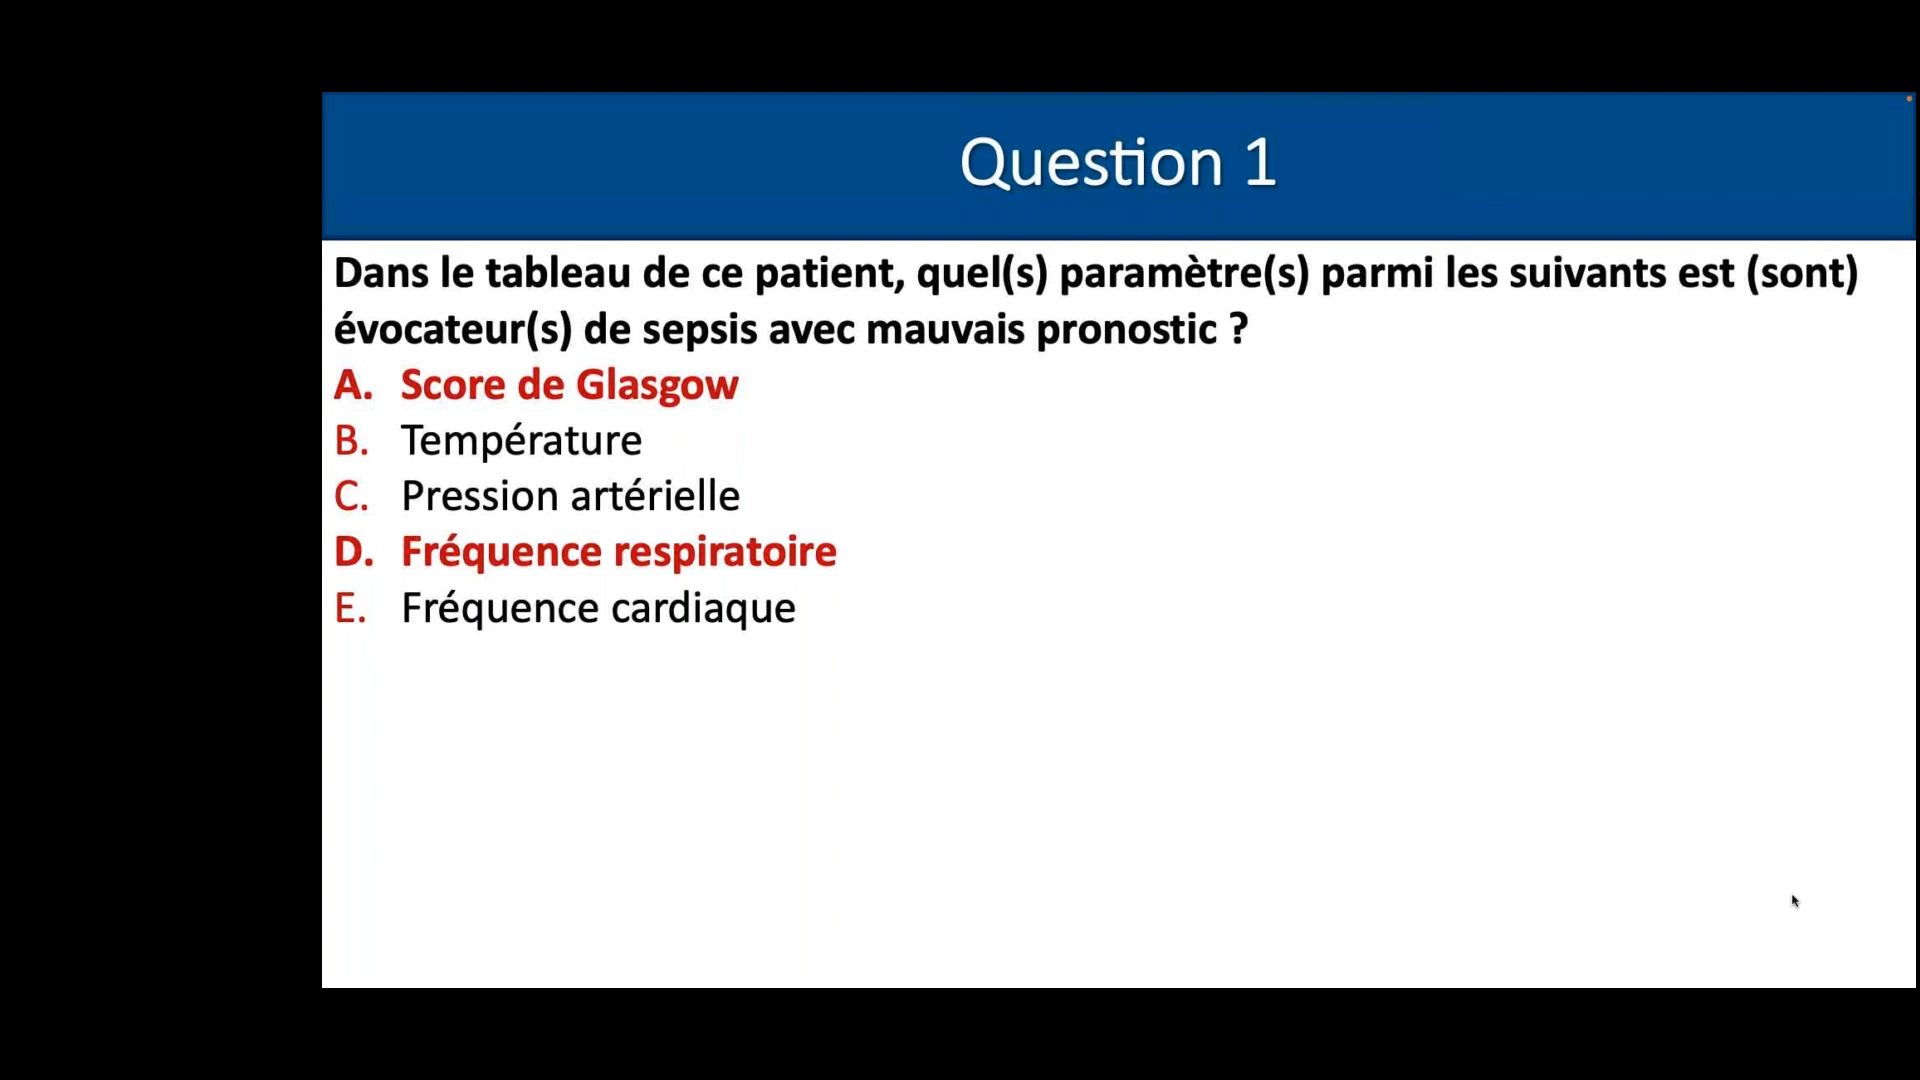 Question 1
Dans le tableau de ce patient, quel(s) paramètre(s) parmi les suivants est (sont)
évocateur(s) de sepsis avec mauvais pronostic ?
A. Score de Glasgow
B. Température
C. Pression artérielle
D. Fréquence respiratoire
E. Fréquence cardiaque